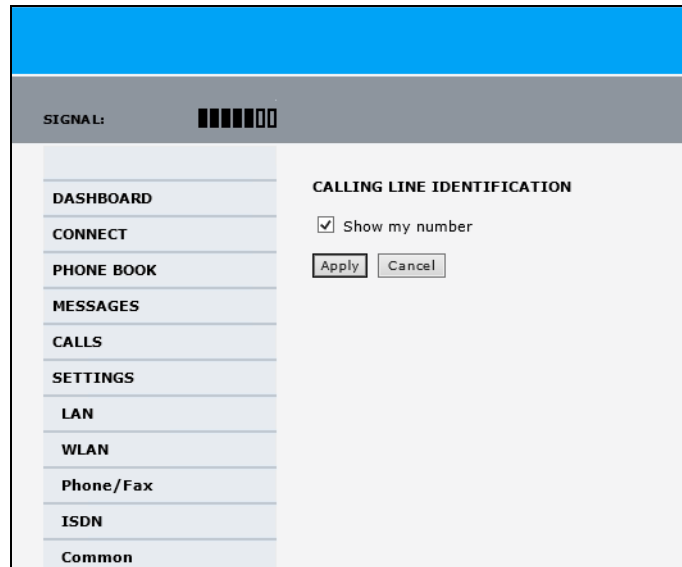 SIGNAL:
DASHBOARD
CONNECT
PHONE BOOK
MESSAGES
CALLS
SETTINGS
LAN
WLAN
Phone/Fax
ISDN
Common
CALLING LINE IDENTIFICATION
Show my number
Apply Cancel